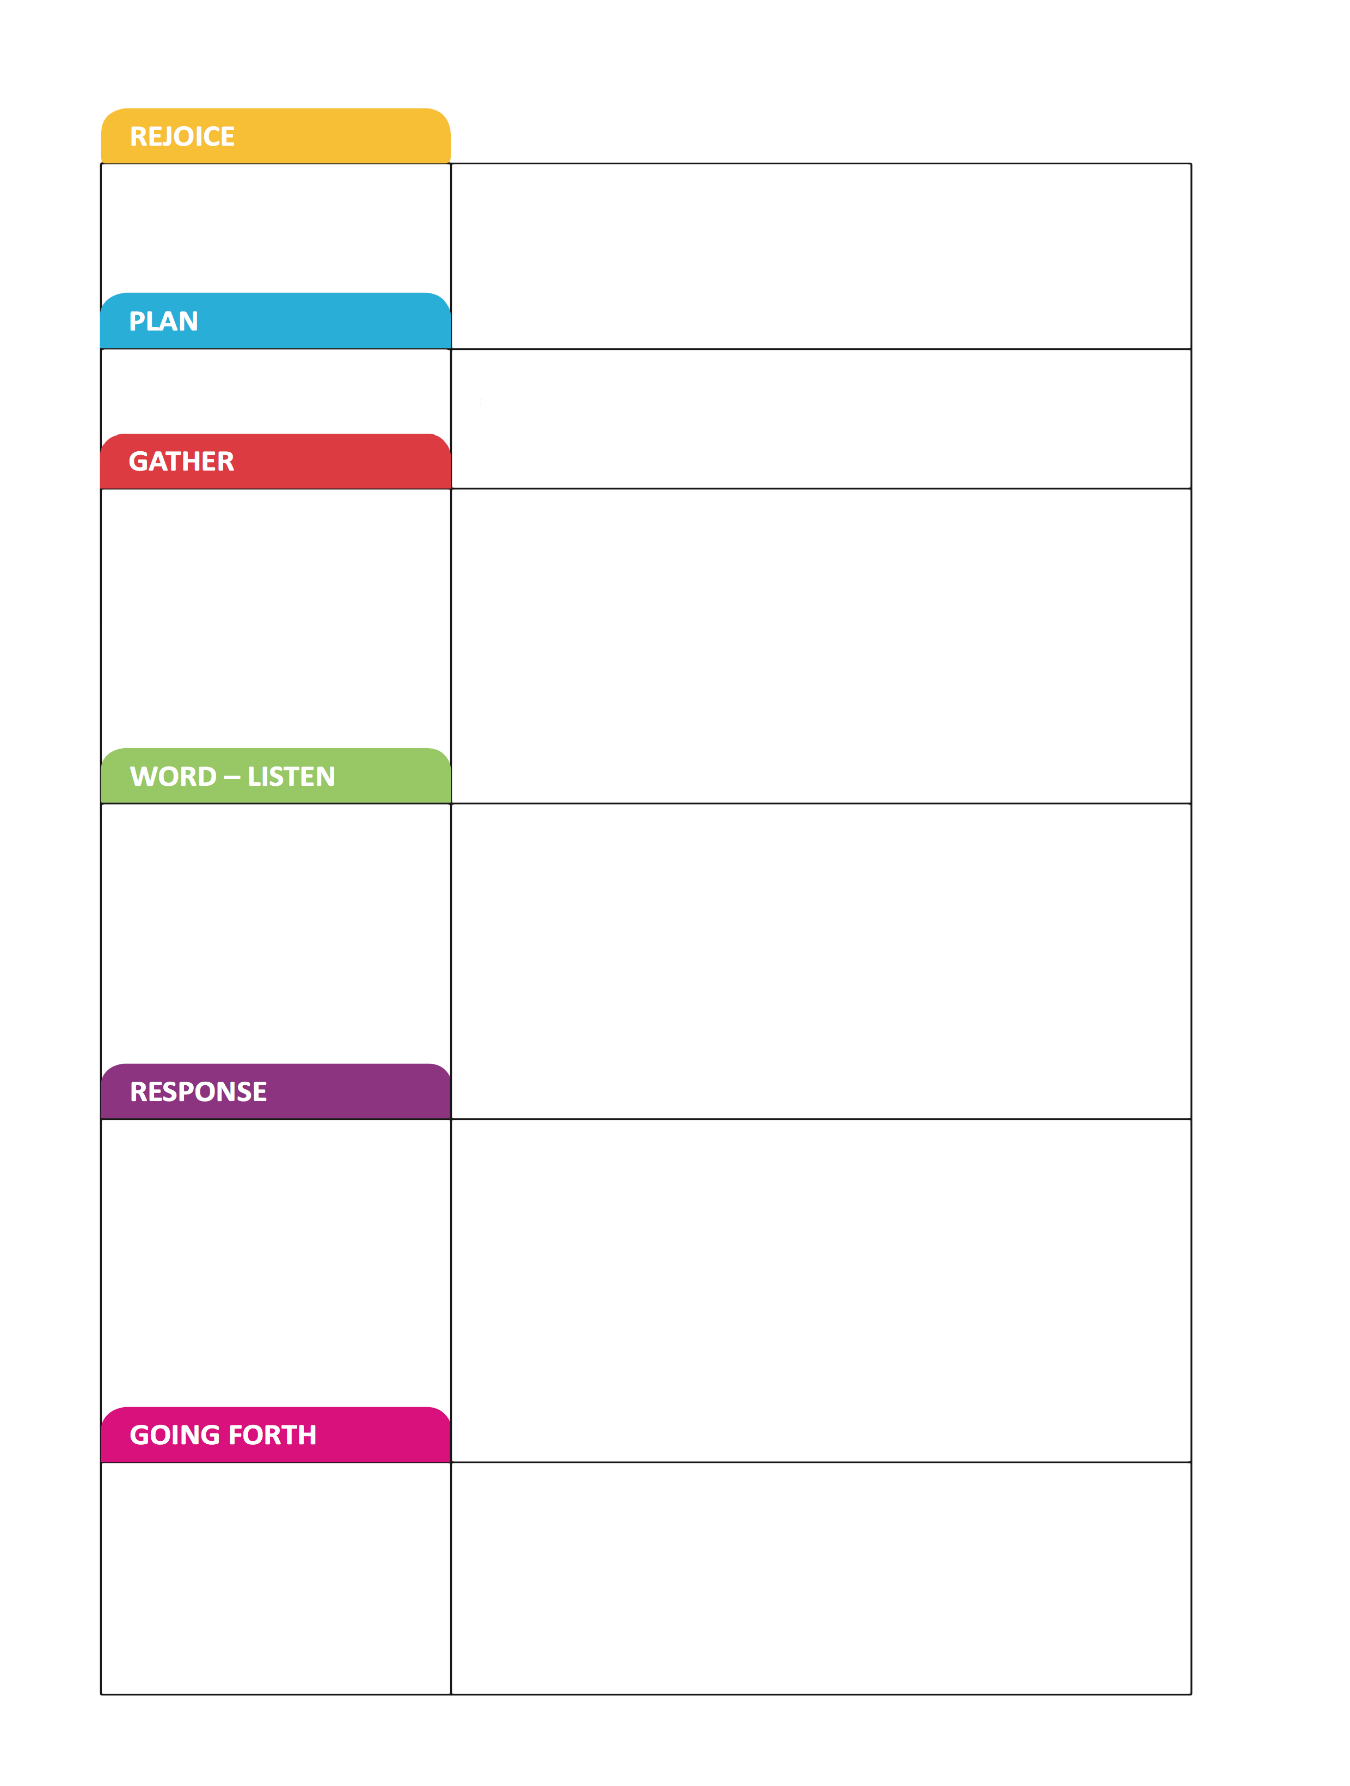 REJOICE
PLAN
GATHER
WORD – LISTEN
RESPONSE
GOING FORTH